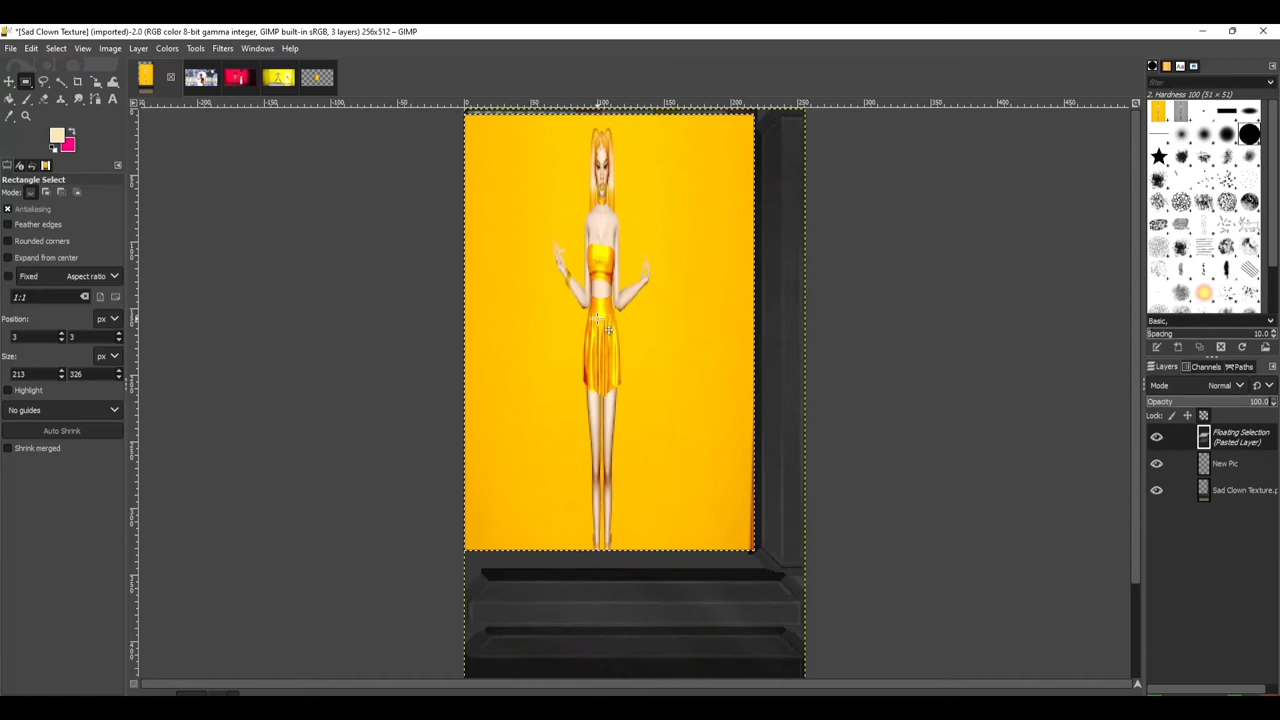 *[Sad Clown Texture] (imported)-2.0 (RGB color 8-bit gamma integer, GIMP built-in sRGB, 3 layers) 256x512 – GIMP
File Edit Select View Image Layer Colors Tools Filters Windows Help
Rectangle Select
Mode:
Antialiasing
Feather edges
Rounded corners
Expand from center
Fixed Aspect ratio
1:1
Position: px
3 3
Size: px
213 326
Highlight
No guides
Auto Shrink
Shrink merged
2. Hardness 100 (51 × 51)
Basic,
Spacing 10.0
Layers Channels Paths
Mode Normal
Opacity 100.0
Lock:
Floating Selection
(Pasted Layer)
New Pic
Sad Clown Texture.p